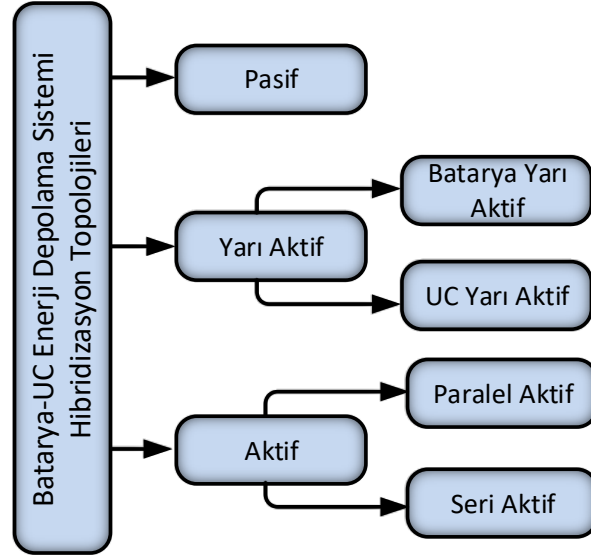 Batarya-UC Enerji Depolama Sistemi
Hibridizasyon Topolojileri
Pasif
Yarı Aktif
Batarya Yarı
Aktif
UC Yarı Aktif
Aktif
Paralel Aktif
Seri Aktif